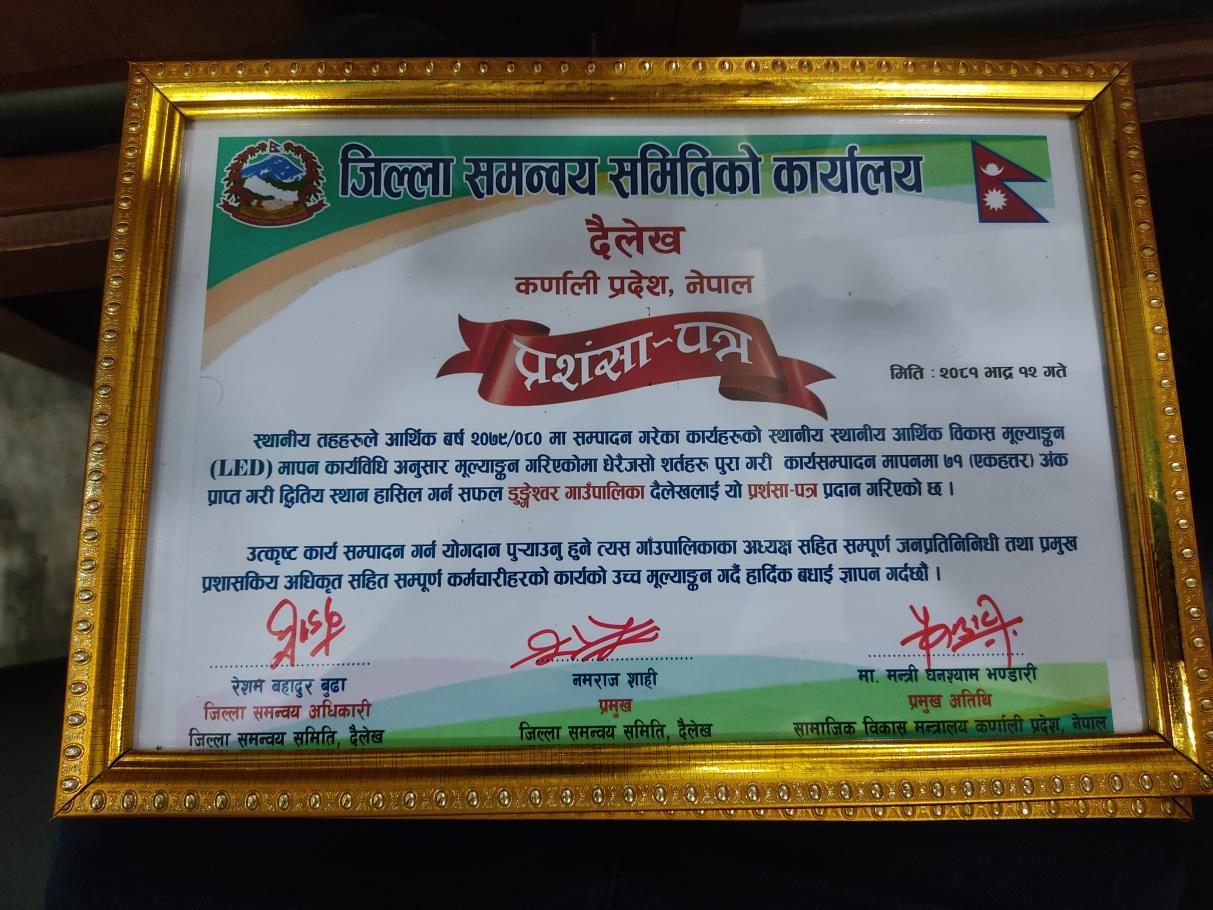 जिल्ला समन्वय समितिको कार्यालय
दैलेख
कर्णाली प्रदेश, नेपाल
प्रशंसा-पत्र
मिति : २०८१ भाद्र १२ गते
स्थानीय तहहरुले आर्थिक बर्ष २०७९/०८० मा सम्पादन गरेका कार्यहरुको स्थानीय स्थानीय आर्थिक विकास मूल्याङ्कन
(LED) मापन कार्यविधि अनुसार मूल्याङ्कन गरिएकोमा धेरैजसो शर्तहरू पुरा गरी कार्यसम्पादन मापनमा ७१ (एकहत्तर) अंक
प्राप्त गरी द्धितिय स्थान हासिल गर्न सफल डुङ्गेश्वर गाउँपालिका दैलेखलाई यो प्रशंसा-पत्र प्रदान गरिएको छ ।
उत्कृष्ट कार्य सम्पादन गर्न योगदान पुऱ्याउनु हुने त्यस गाँउपालिकाका अध्यक्ष सहित सम्पूर्ण जनप्रतिनिनिधी तथा प्रमुख
प्रशासकिय अधिकृत सहित सम्पूर्ण कर्मचारीहरको कार्यको उच्च मूल्याङ्कन गर्दै हार्दिक बधाई ज्ञापन गर्दछौ ।
रेशम बहादुर बुढा
जिल्ला समन्वय अधिकारी
जिल्ला समन्वय समिति, दैलेख
नमराज शाही
प्रमुख
जिल्ला समन्वय समिति, दैलेख
मा. मन्त्री घनश्याम भण्डारी
प्रमुख अतिथि
सामाजिक विकास मन्त्रालय कर्णाली प्रदेश, नेपाल